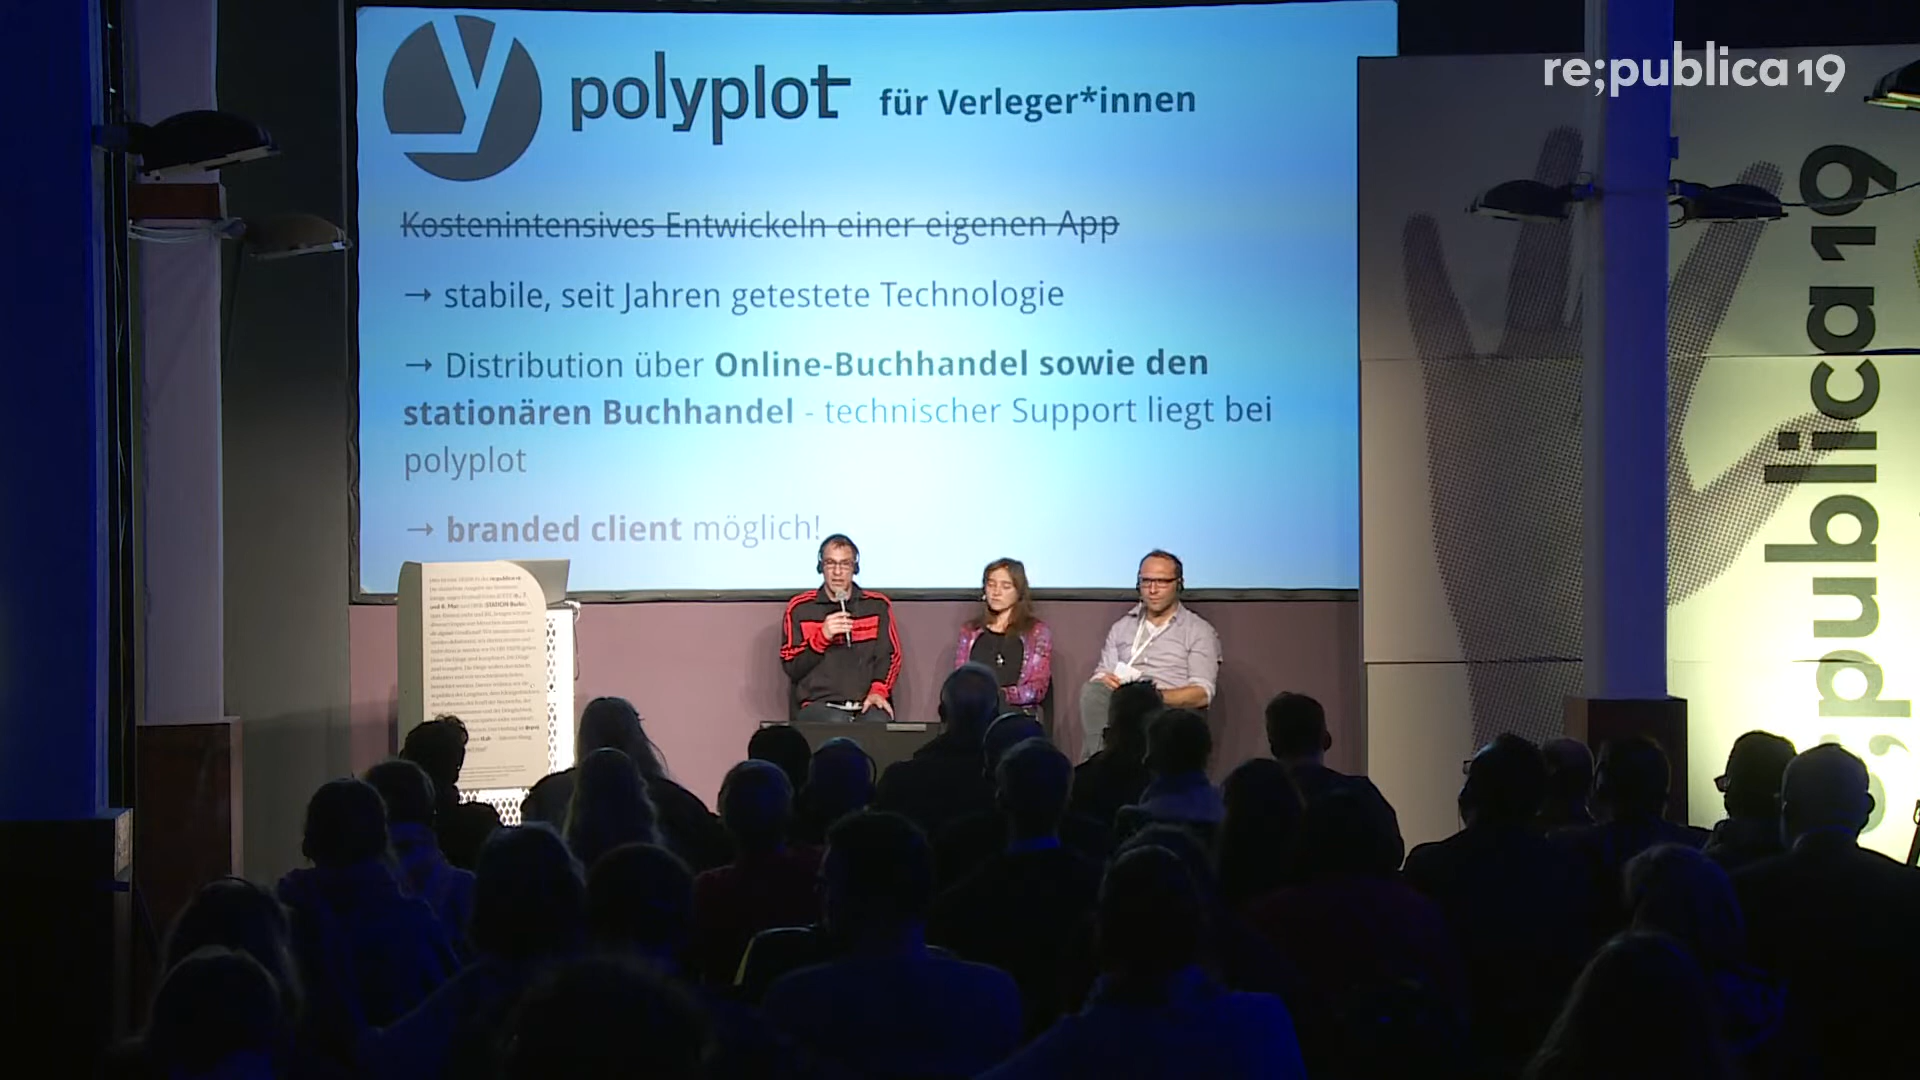 re;publica 19
y polyplot für Verleger*innen
Kostenintensives Entwickeln einer eigenen App
→ stabile, seit Jahren getestete Technologie
→ Distribution über Online-Buchhandel sowie den
stationären Buchhandel - technischer Support liegt bei
polyplot
→ branded client möglich!
publica 19